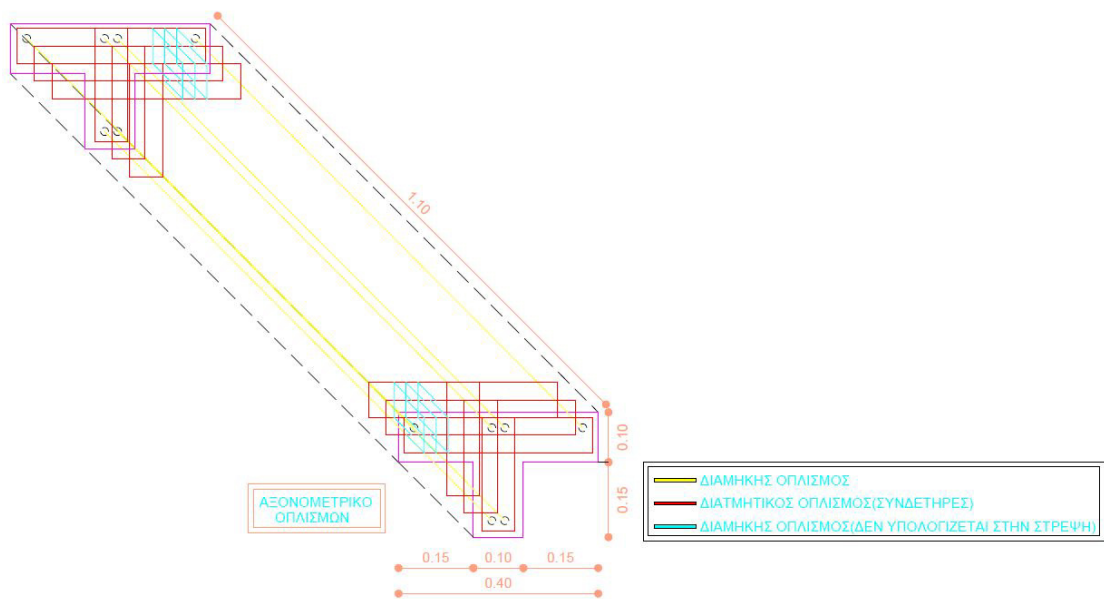 1.10
0.10
0.15
ΑΞΟΝΟΜΕΤΡΙΚΟ
ΟΠΛΙΣΜΩΝ
ΔΙΑΜΗΚΗΣ ΟΠΛΙΣΜΟΣ
ΔΙΑΤΜΗΤΙΚΟΣ ΟΠΛΙΣΜΟΣ(ΣΥΝΔΕΤΗΡΕΣ)
ΔΙΑΜΗΚΗΣ ΟΠΛΙΣΜΟΣ(ΔΕΝ ΥΠΟΛΟΓΙΖΕΤΑΙ ΣΤΗΝ ΣΤΡΕΨΗ)
0.15 0.10 0.15
0.40